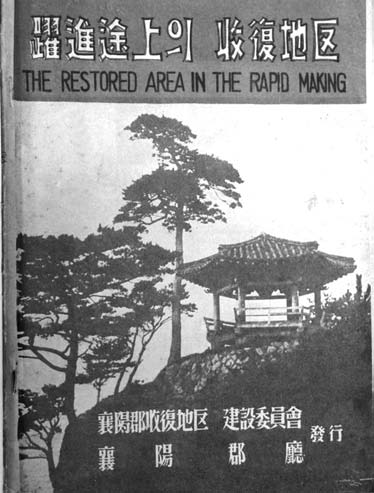 躍進途上의 收復地区
THE RESTORED AREA IN THE RAPID MAKING
襄陽郡收復地区 建設委員會
襄陽郡廳 發行